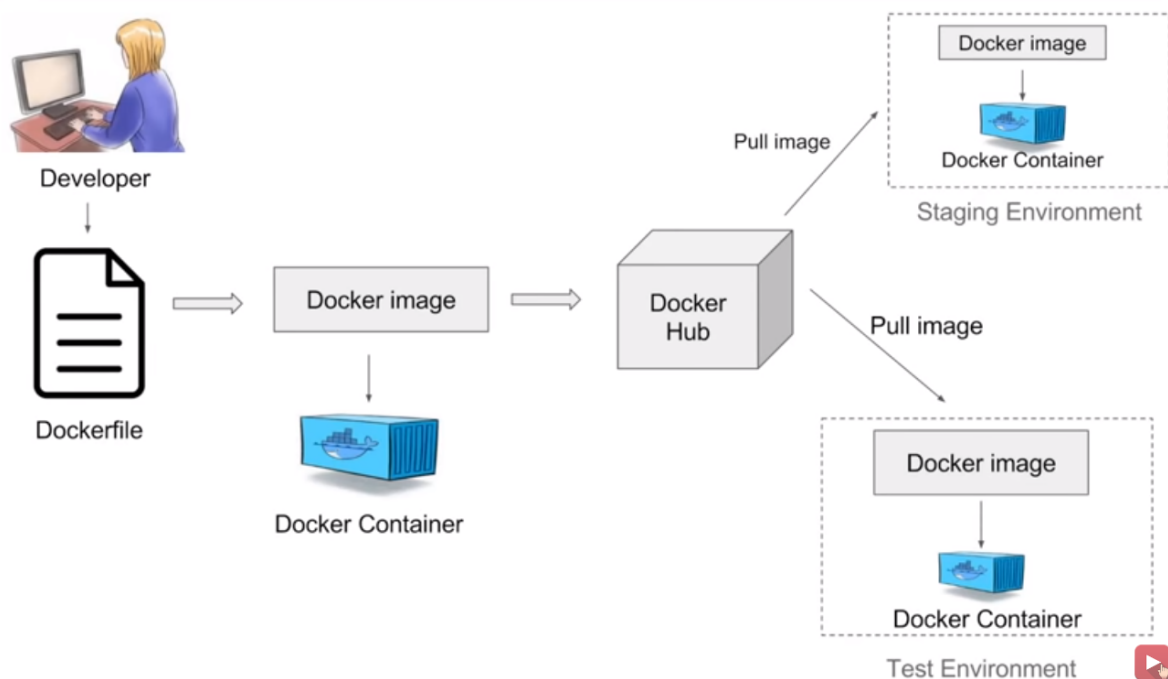 Developer
Dockerfile
Docker image
Docker Container
Docker
Hub
Pull image
Docker image
Docker Container
Staging Environment
Pull image
Docker image
Docker Container
Test Environment